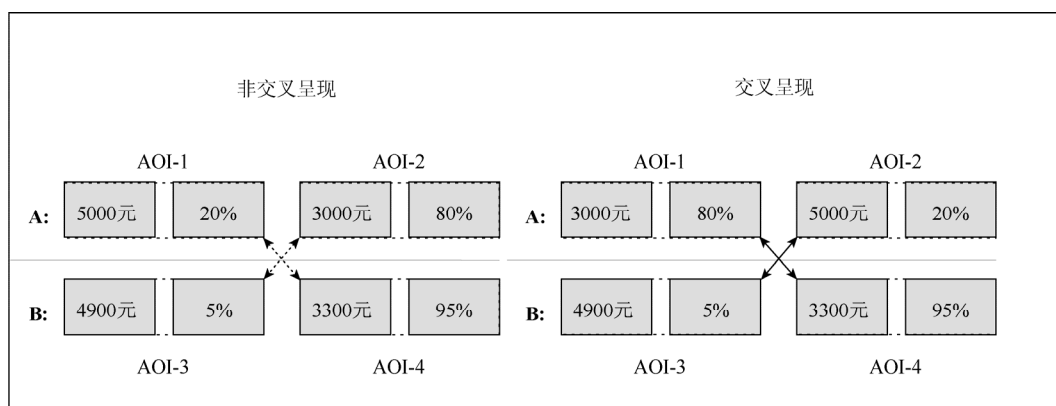 非交叉呈现 交叉呈现
AOI-1 AOI-2 AOI-1 AOI-2
A: 5000元 20% 3000元 80% A: 3000元 80% 5000元 20%
B: 4900元 5% 3300元 95% B: 4900元 5% 3300元 95%
AOI-3 AOI-4 AOI-3 AOI-4